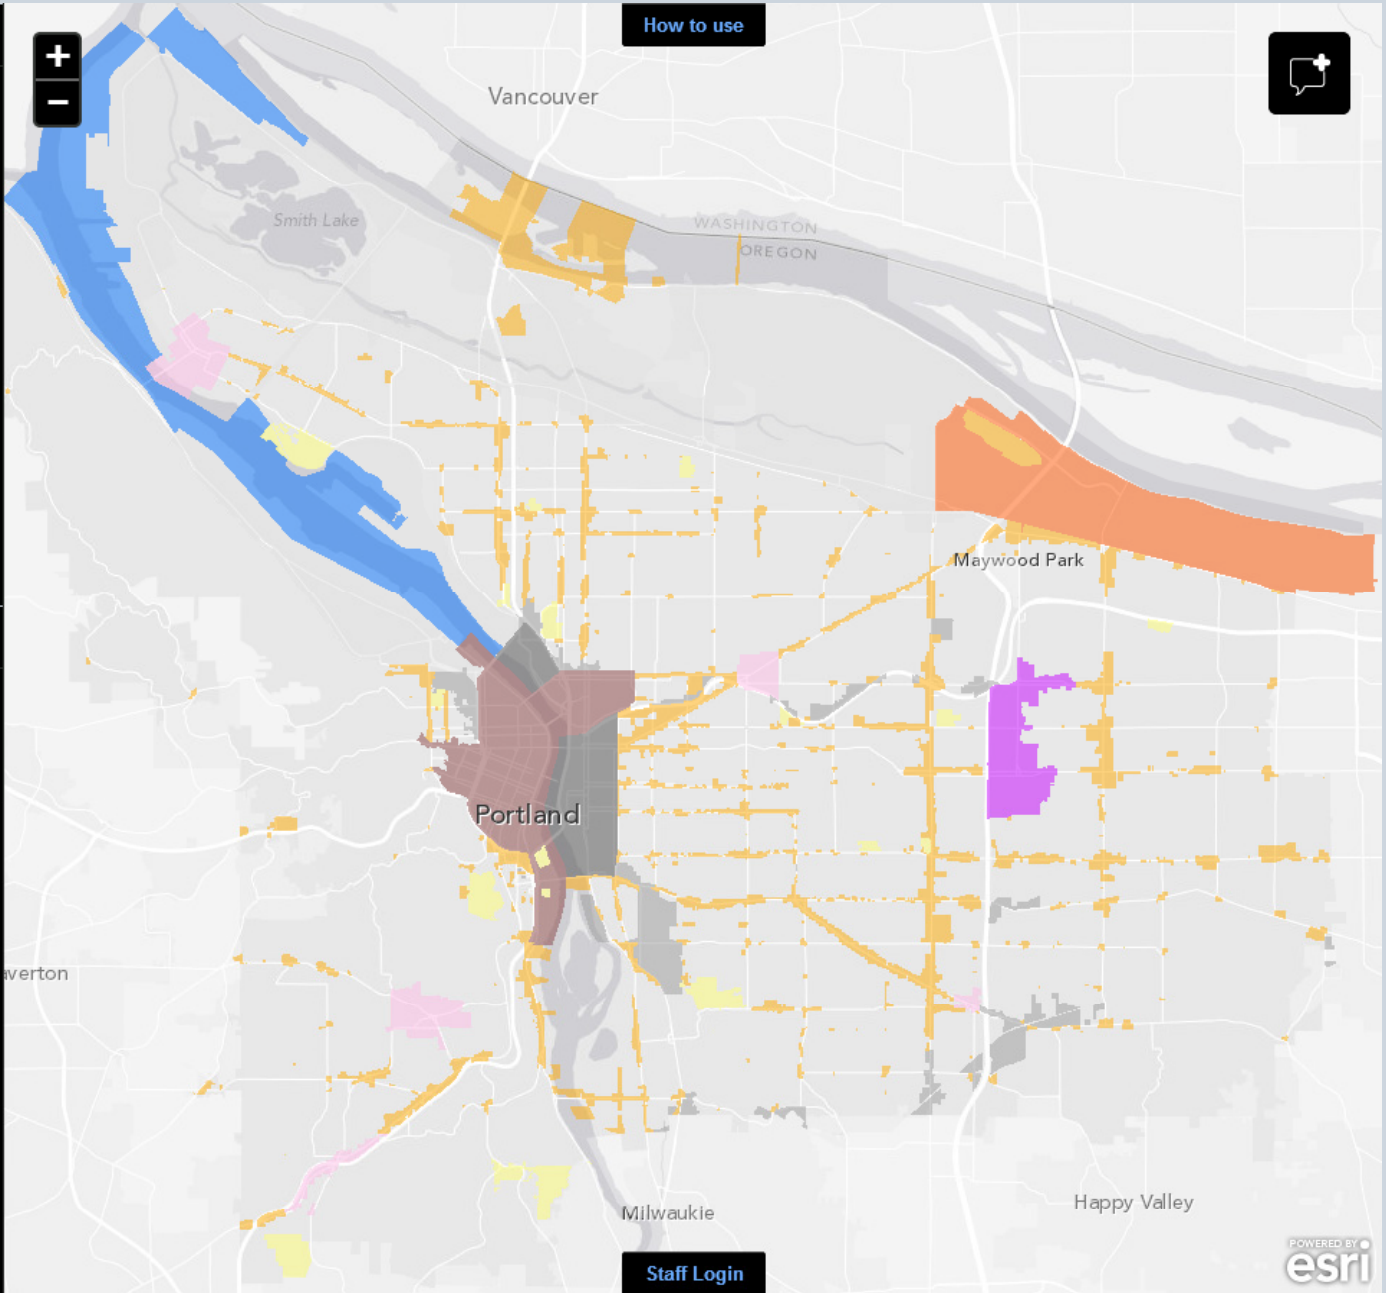 How to use
+
−
Vancouver
Smith Lake
WASHINGTON
OREGON
Maywood Park
Portland
averton
Happy Valley
Milwaukie
POWERED BY
esri
Staff Login